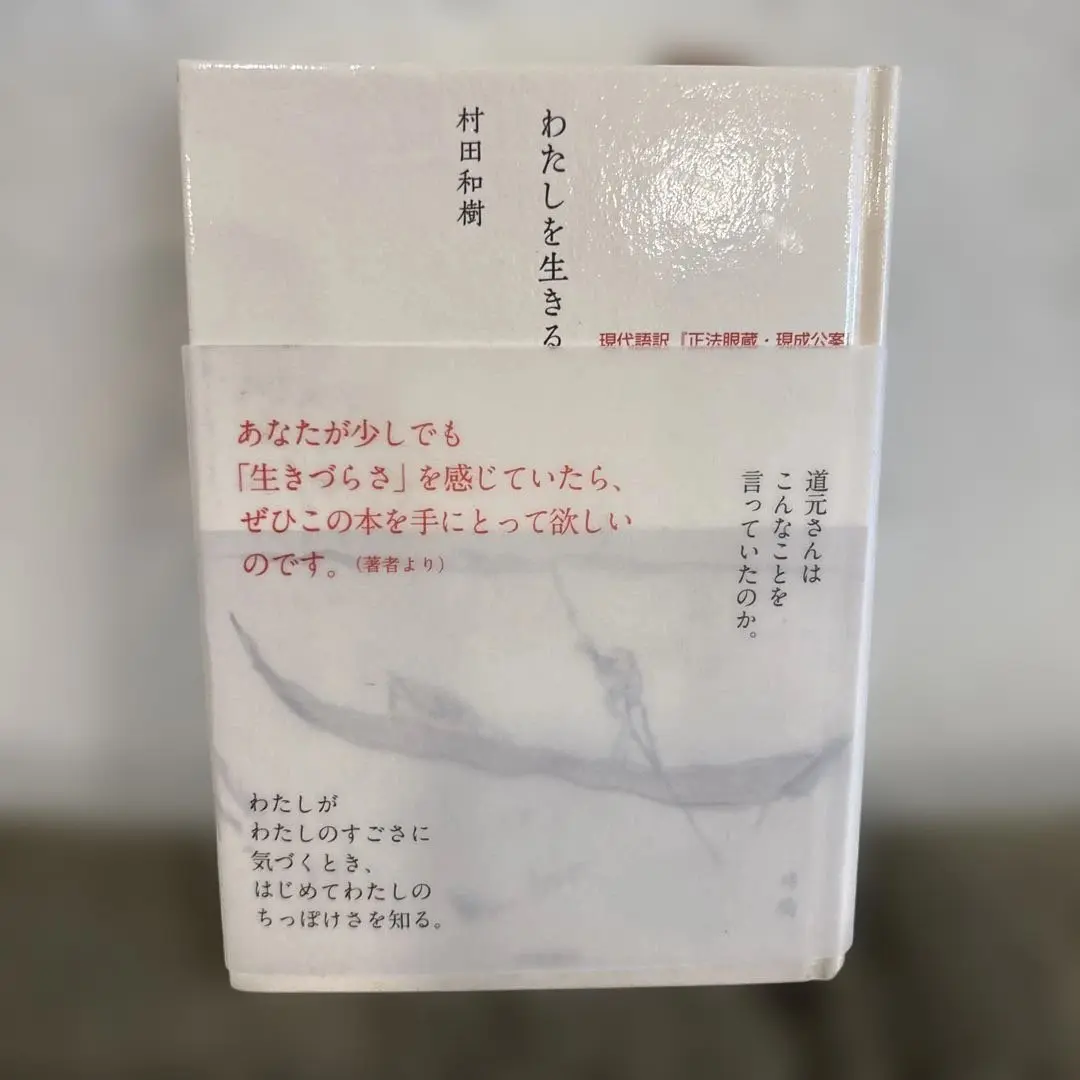 わたしを生きる
村田和樹
現代語訳『正法眼蔵・現成公案
あなたが少しでも
「生きづらさ」を感じていたら、
ぜひこの本を手にとって欲しい
のです。（著者より）
道元さんは
こんなことを
言っていたのか。
わたしが
わたしのすごさに
気づくとき、
はじめてわたしの
ちっぽけさを知る。